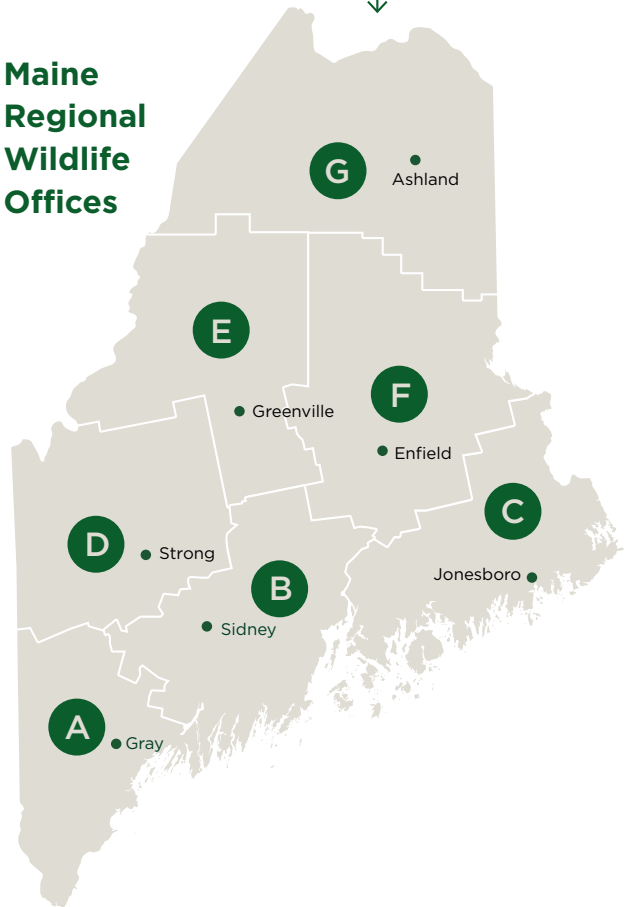 Maine
Regional
Wildlife
Offices
G
Ashland
E
F
Greenville
Enfield
C
D
Strong
Jonesboro
B
Sidney
A
Gray